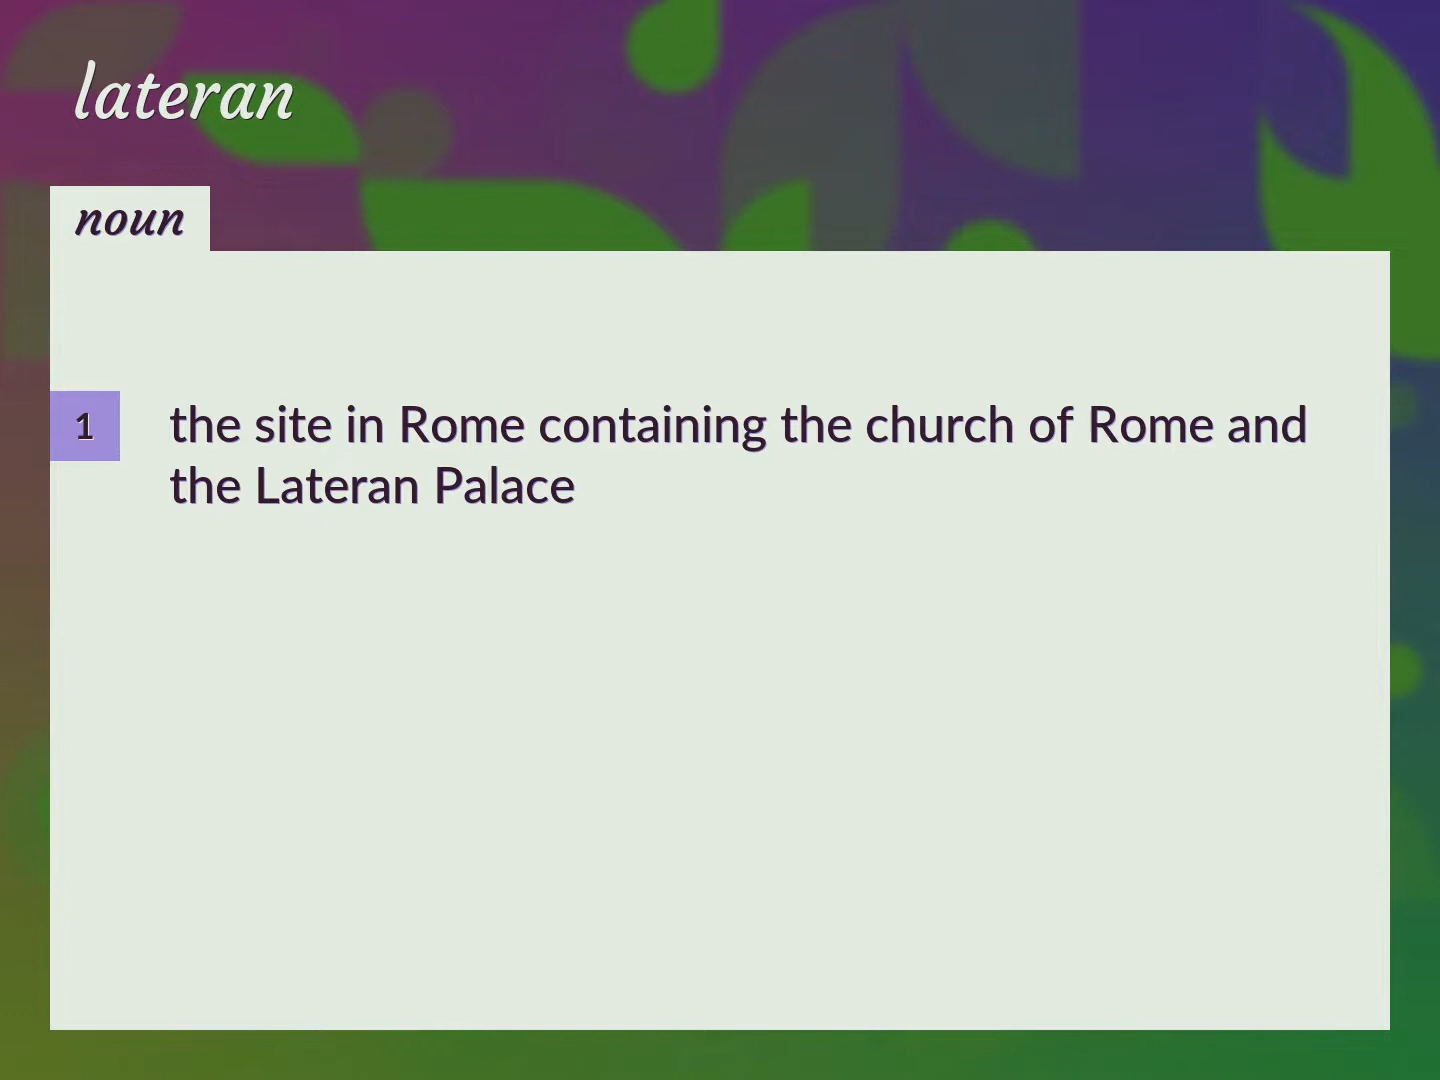 lateran
noun
1
the site in Rome containing the church of Rome and
the Lateran Palace